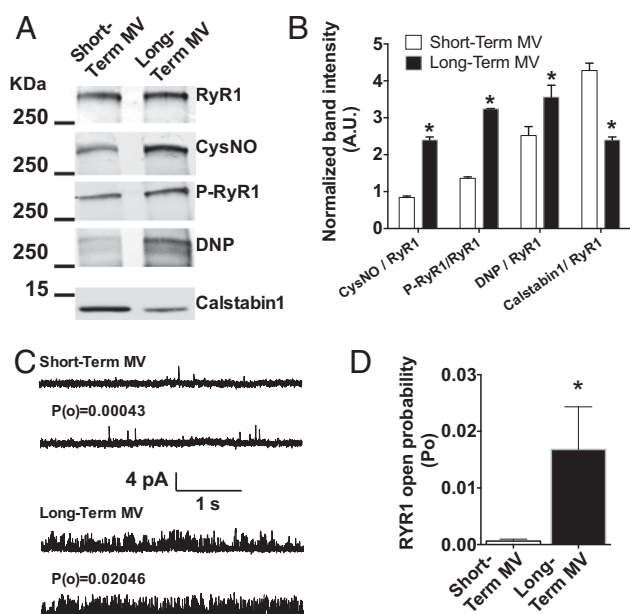 A
Short-
Term MV
Long-
Term MV
KDa
250
RyR1
250
CysNO
250
P-RyR1
250
DNP
15
Calstabin1
B
Short-Term MV
Long-Term MV
Normalized band intensity
(A.U.)
5
4
3
2
1
0
*
*
*
*
CysNO / RyR1
P-RyR1/RyR1
DNP / RyR1
Calstabin1/ RyR1
C
Short-Term MV
P(o)=0.00043
4 pA
1 s
Long-Term MV
P(o)=0.02046
D
RYR1 open probability
(Po)
0.03
0.02
0.01
0.00
*
Short-
Term MV
Long-
Term MV